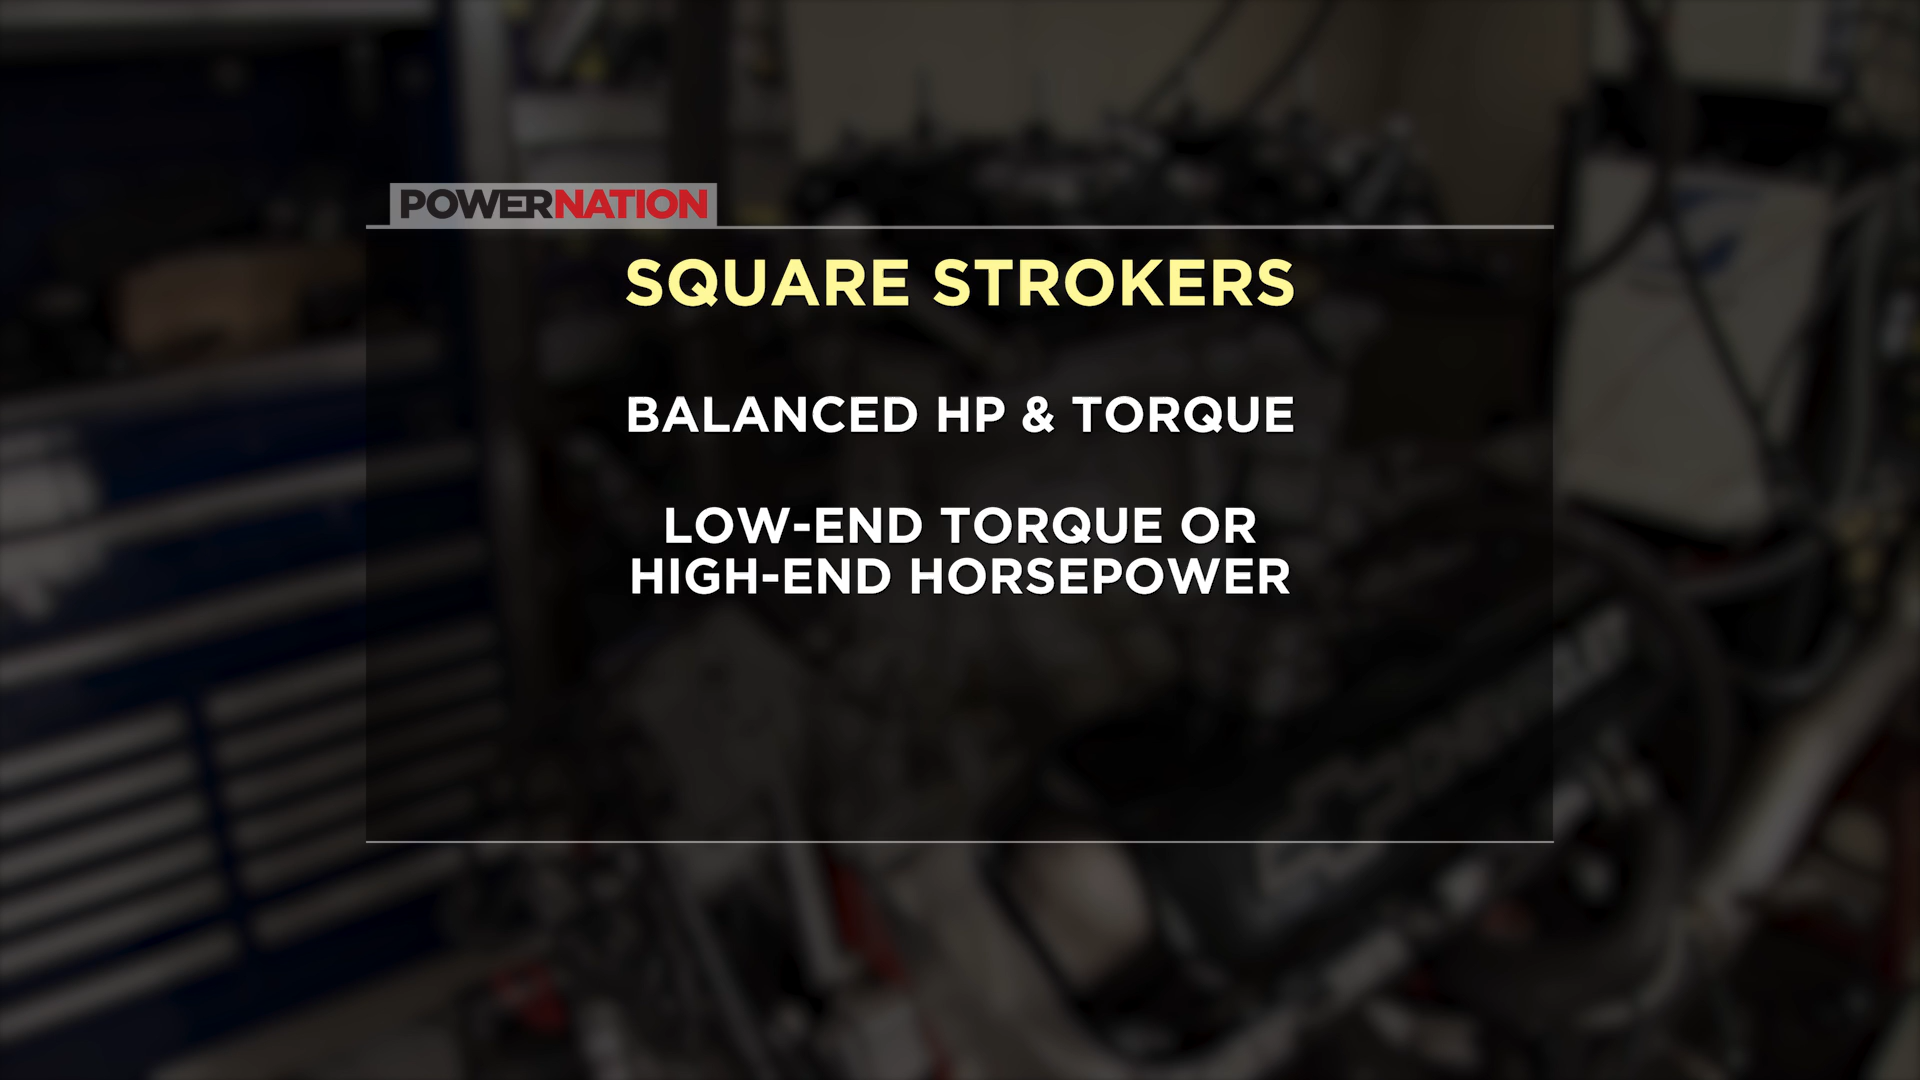 POWERNATION
SQUARE STROKERS
BALANCED HP & TORQUE
LOW-END TORQUE OR
HIGH-END HORSEPOWER